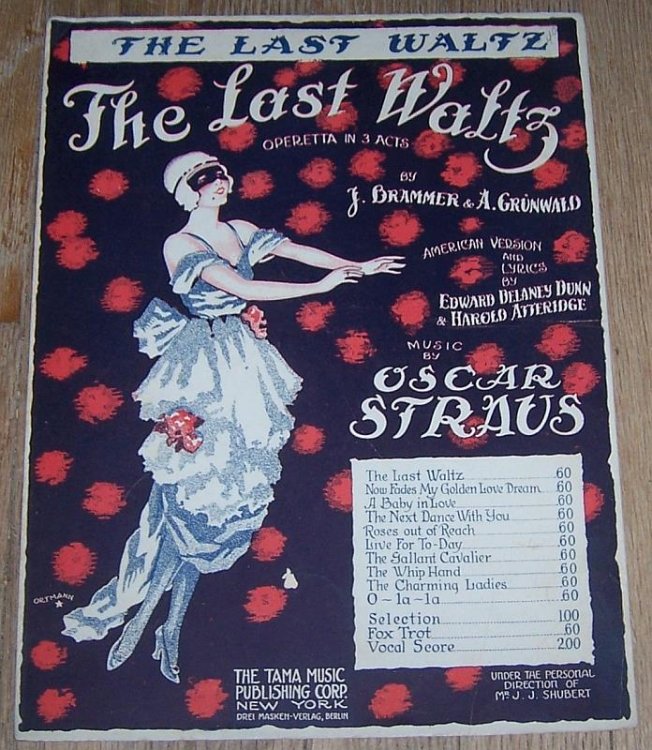 THE LAST WALTZ
The Last Waltz
OPERETTA IN 3 ACTS
BY
J. BRAMMER & A. GRÜNWALD
AMERICAN VERSION
AND
LYRICS
BY
EDWARD DELANEY DUNN
& HAROLD ATTERIDGE
MUSIC
BY
OSCAR
STRAUS
The Last Waltz 60
Now Fades My Golden Love Dream 60
A Baby in Love 60
The Next Dance With You 60
Roses out of Reach 60
Live For To-Day 60
The Gallant Cavalier 60
The Whip Hand 60
The Charming Ladies 60
O-la-la 60
Selection 1.00
Fox Trot .60
Vocal Score 2.00
ORTMANN
THE TAMA MUSIC
PUBLISHING CORP.
NEW YORK
DREI MASKEN-VERLAG, BERLIN
UNDER THE PERSONAL
DIRECTION OF
MR J. J. SHUBERT